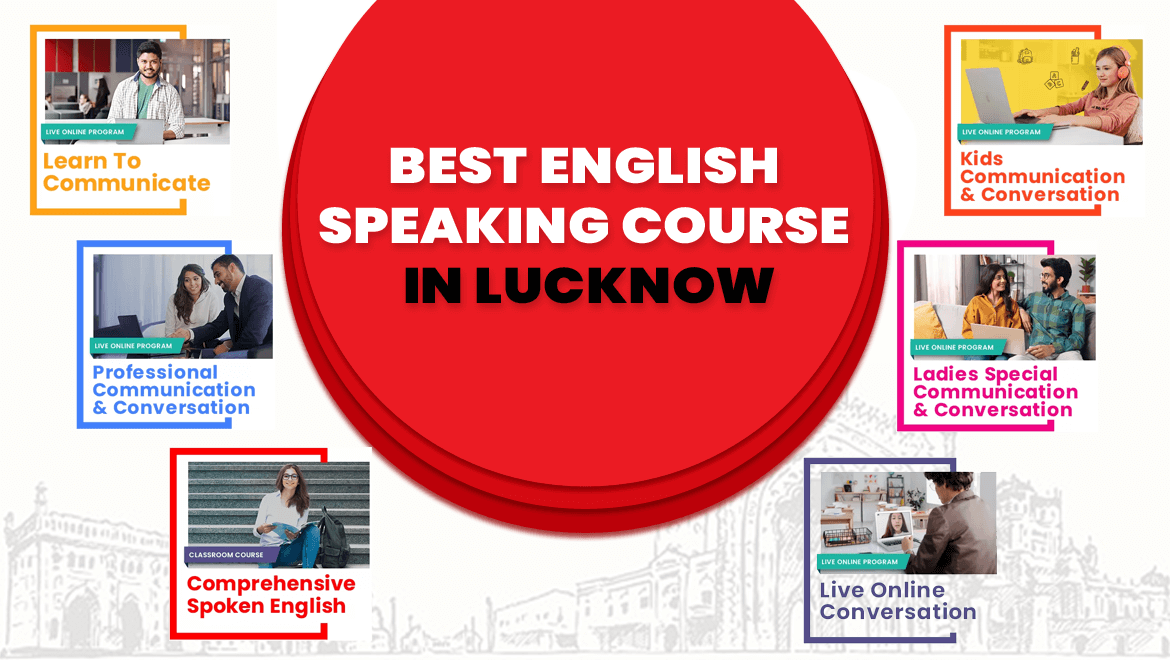 BEST ENGLISH
SPEAKING COURSE
IN LUCKNOW
LIVE ONLINE PROGRAM
Learn To
Communicate
LIVE ONLINE PROGRAM
Professional
Communication
& Conversation
CLASSROOM COURSE
Comprehensive
Spoken English
LIVE ONLINE PROGRAM
Kids
Communication
& Conversation
LIVE ONLINE PROGRAM
Ladies Special
Communication
& Conversation
LIVE ONLINE PROGRAM
Live Online
Conversation